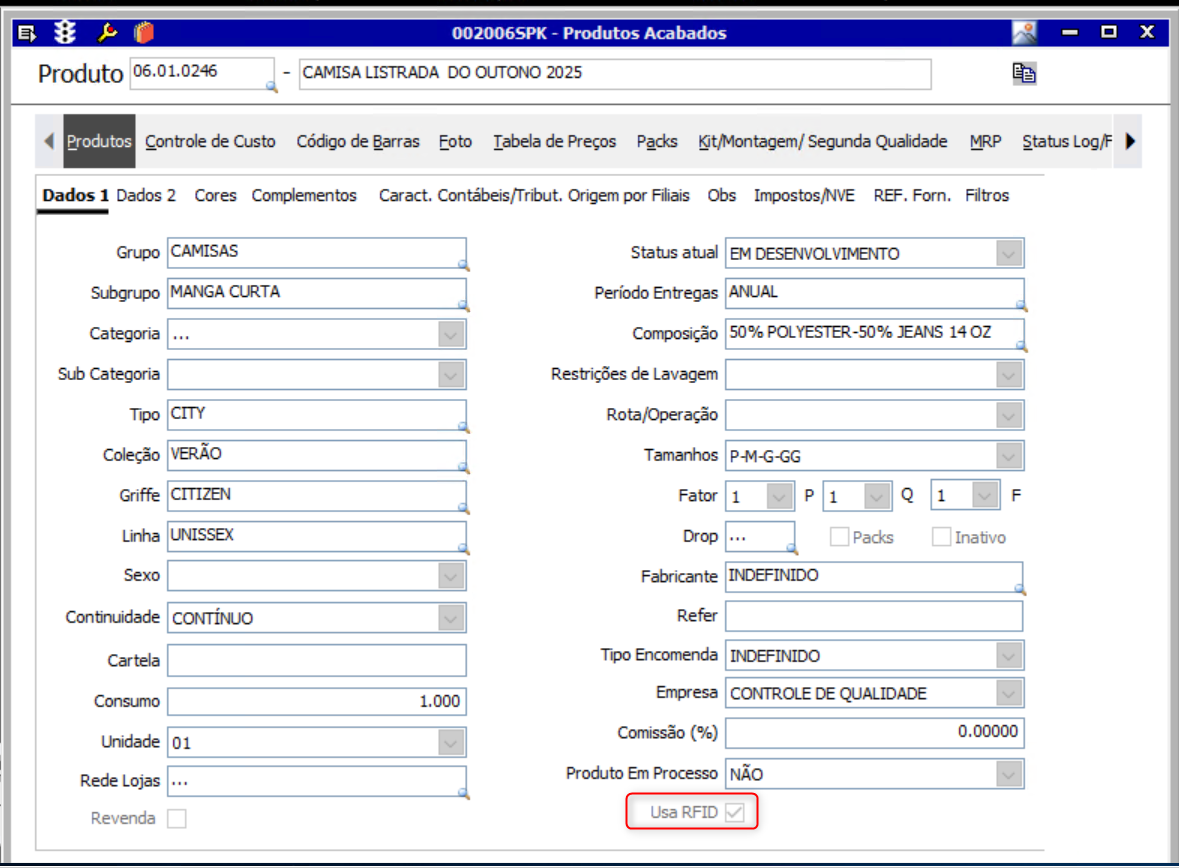 002006SPK - Produtos Acabados
Produto 06.01.0246 - CAMISA LISTRADA DO OUTONO 2025
Produtos Controle de Custo Código de Barras Foto Tabela de Preços Packs Kit/Montagem/ Segunda Qualidade MRP Status Log/F
Dados 1 Dados 2 Cores Complementos Caract. Contábeis/Tribut. Origem por Filiais Obs Impostos/NVE REF. Forn. Filtros
Grupo CAMISAS Status atual EM DESENVOLVIMENTO
Subgrupo MANGA CURTA Período Entregas ANUAL
Categoria ... Composição 50% POLYESTER-50% JEANS 14 OZ
Sub Categoria Restrições de Lavagem
Tipo CITY Rota/Operação
Coleção VERÃO Tamanhos P-M-G-GG
Griffe CITIZEN Fator 1 P 1 Q 1 F
Linha UNISSEX Drop ... Packs Inativo
Sexo Fabricante INDEFINIDO
Continuidade CONTÍNUO Refer
Cartela Tipo Encomenda INDEFINIDO
Consumo 1.000 Empresa CONTROLE DE QUALIDADE
Unidade 01 Comissão (%) 0.00000
Rede Lojas ... Produto Em Processo NÃO
Revenda Usa RFID